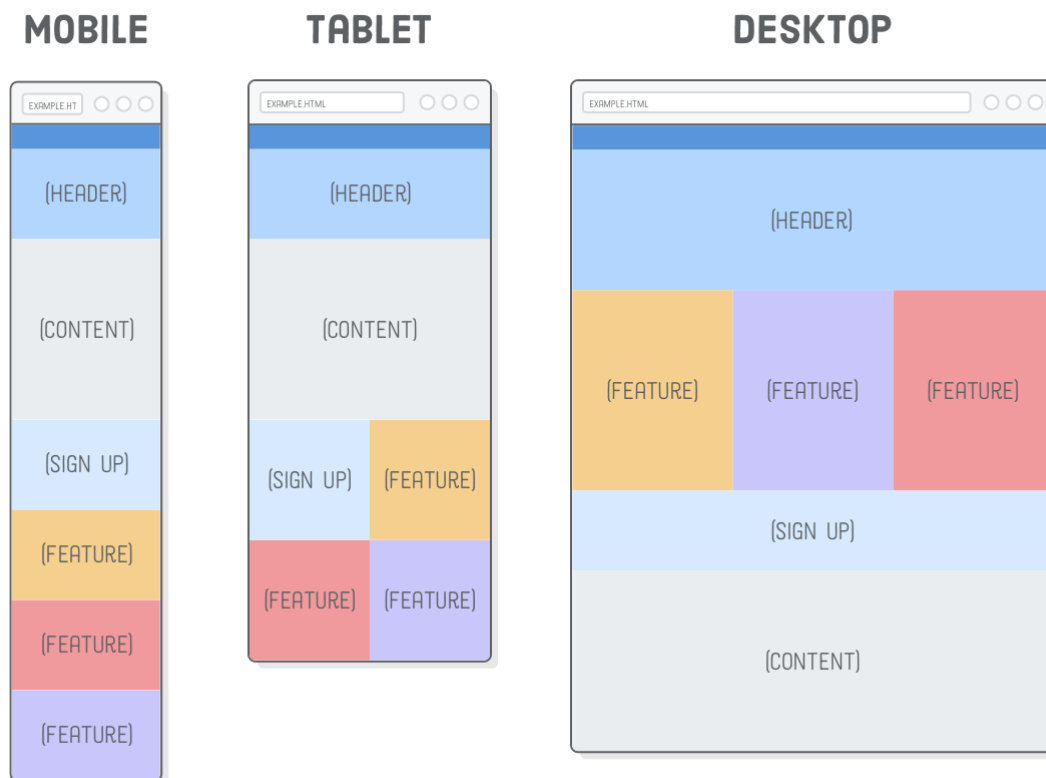 MOBILE
TABLET
DESKTOP
EXAMPLE.HT
(HEADER)
(CONTENT)
(SIGN UP)
(FEATURE)
(FEATURE)
(FEATURE)
EXAMPLE.HTML
(HEADER)
(CONTENT)
(SIGN UP) (FEATURE)
(FEATURE) (FEATURE)
EXAMPLE.HTML
(HEADER)
(FEATURE) (FEATURE) (FEATURE)
(SIGN UP)
(CONTENT)